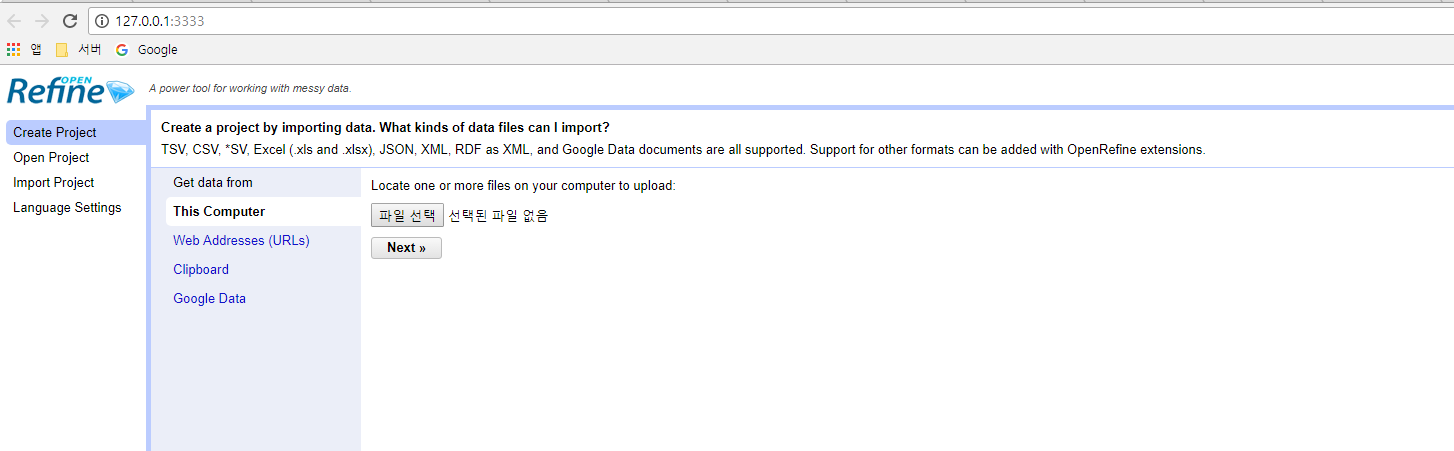 127.0.0.1:3333
앱 서버 Google
OPEN
Refine
A power tool for working with messy data.
Create Project
Open Project
Import Project
Language Settings
Create a project by importing data. What kinds of data files can I import?
TSV, CSV, *SV, Excel (.xls and .xlsx), JSON, XML, RDF as XML, and Google Data documents are all supported. Support for other formats can be added with OpenRefine extensions.
Get data from
This Computer
Web Addresses (URLs)
Clipboard
Google Data
Locate one or more files on your computer to upload:
파일 선택 선택된 파일 없음
Next »